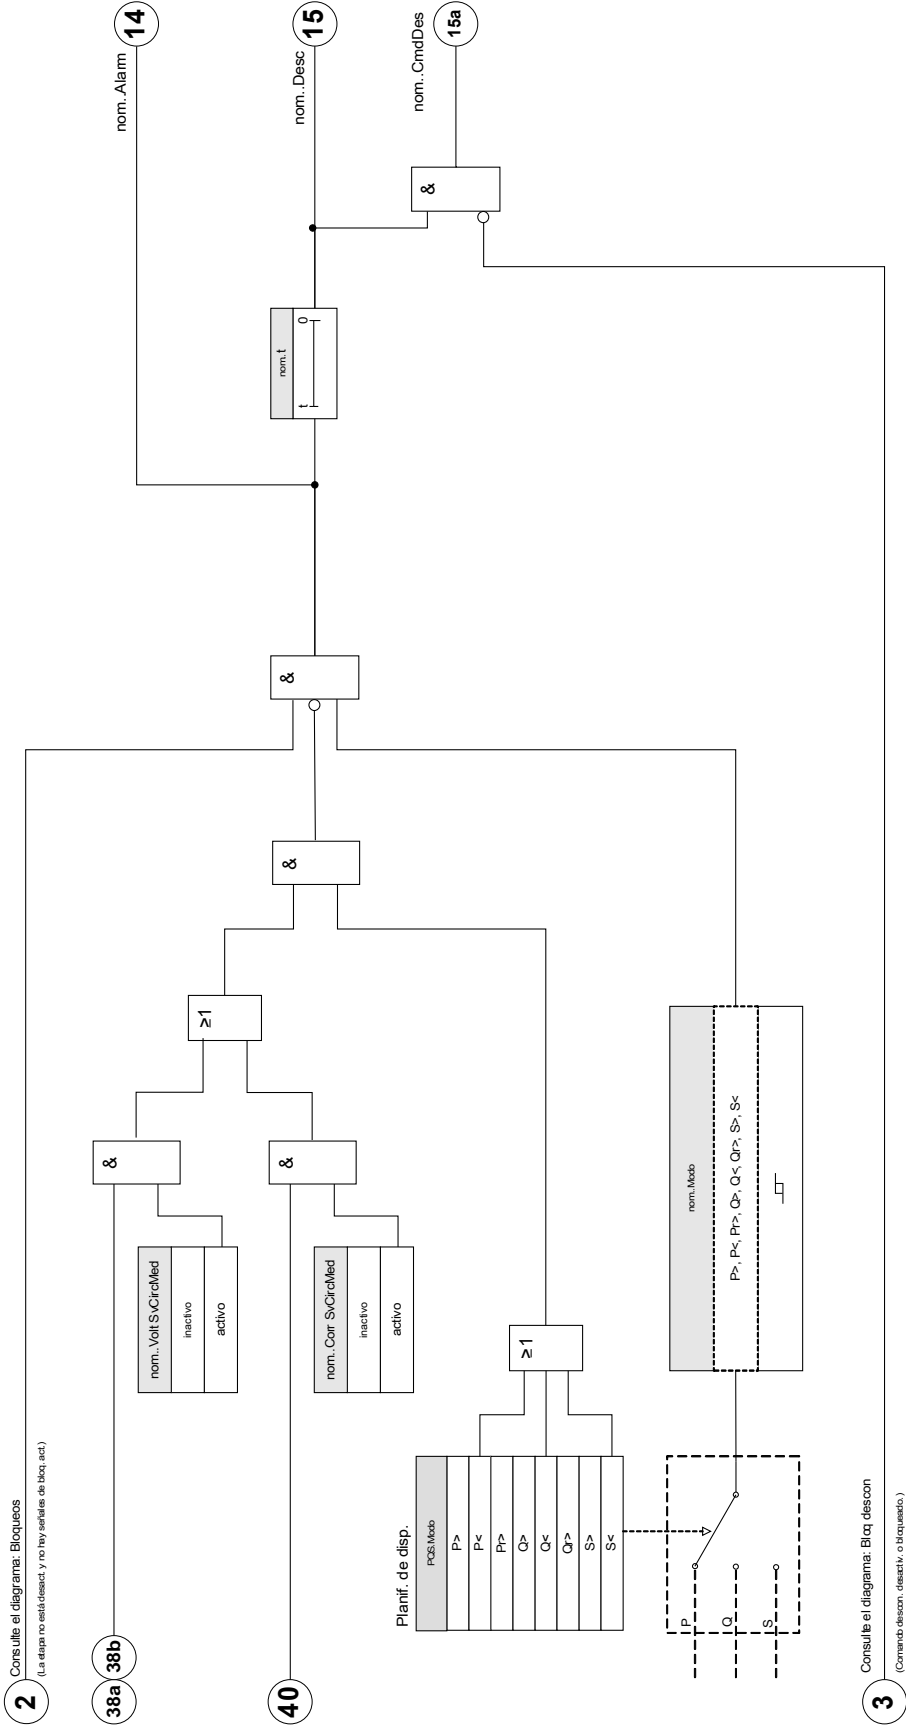 2
Consulte el diagrama: Bloqueos
(La etapa no está desact. y no hay señales de bloq. act.)
38a
38b
nom..Volt SvCircMed
inactivo
activo
&
40
nom..Corr SvCircMed
inactivo
activo
&
≥1
Planif. de disp.
PQS.Modo
P>
P<
Pr>
Q>
Q<
Qr>
S>
S<
≥1
&
P
Q
S
nom..Modo
P>, P<, Pr>, Q>, Q<, Qr>, S>, S<
&
nom..t
t
0
nom..Alarm
14
nom..Desc
15
&
nom..CmdDes
15a
3
Consulte el diagrama: Bloq descon
(Comando descon. desactiv. o bloqueado.)